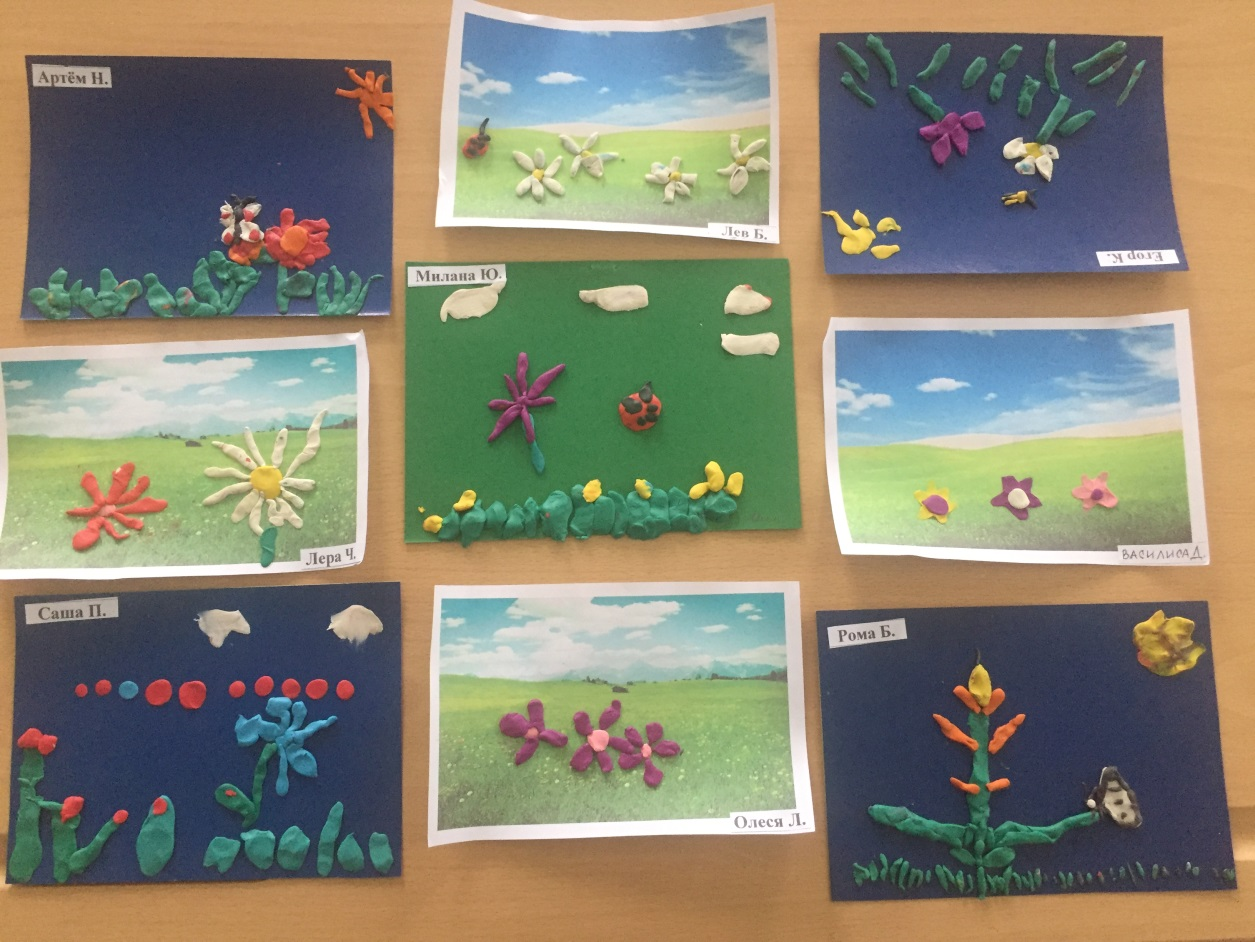 Артём Н.
Лев Б.
Егор К.
Милана Ю.
Лера Ч.
ВАСИЛИСА Д.
Саша П.
Олеся Л.
Рома Б.